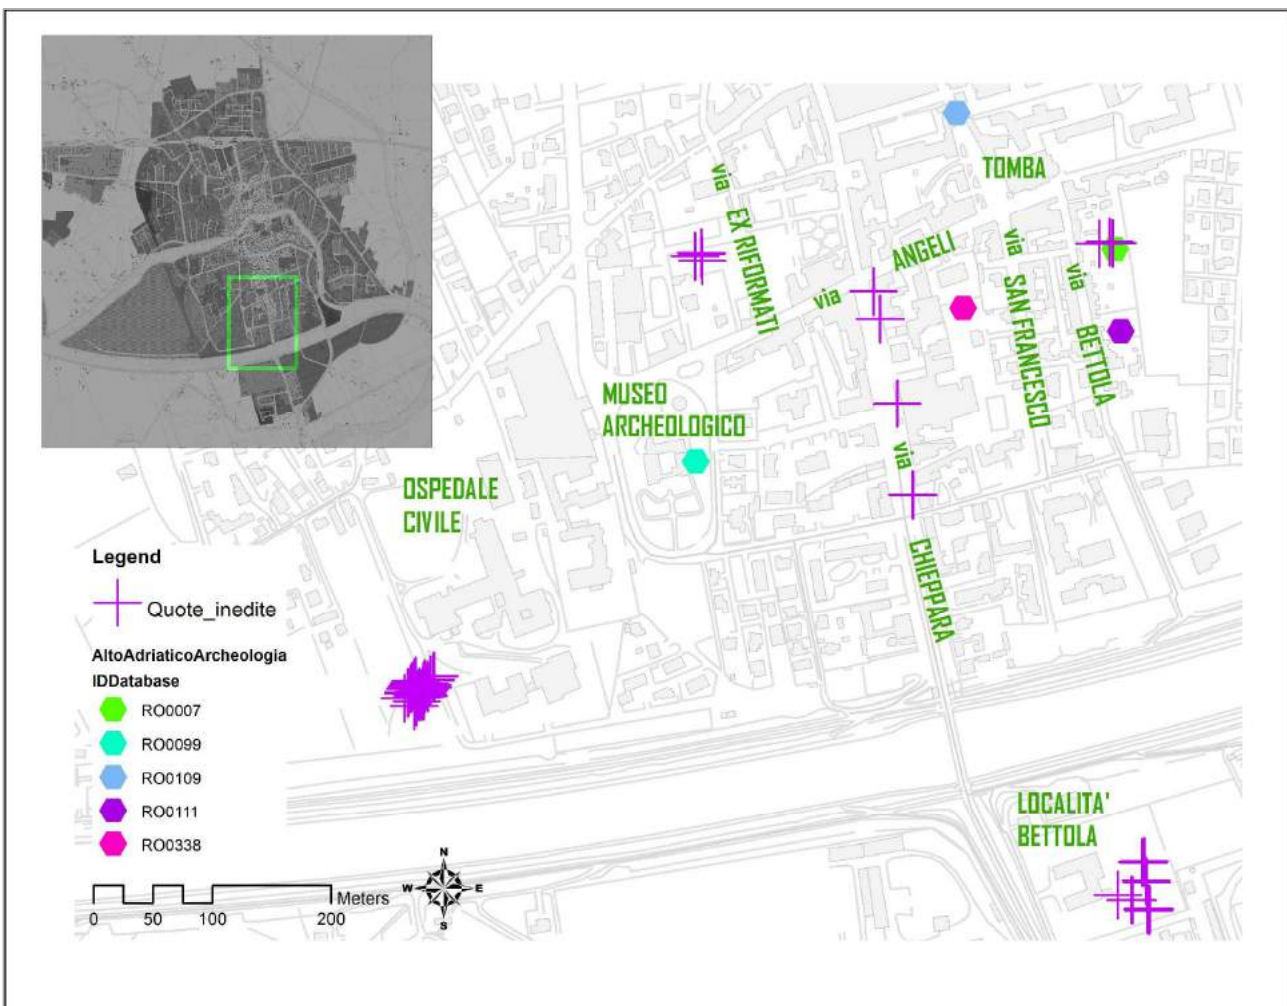 TOMBA
via
EX RIFORMATI
via
ANGELI
via
SAN FRANCESCO
via
BETTOLA
MUSEO
ARCHEOLOGICO
via
CHIEPPARA
OSPEDALE
CIVILE
LOCALITA'
BETTOLA
Legend
Quote_inedite
AltoAdriaticoArcheologia
IDDatabase
RO0007
RO0099
RO0109
RO0111
RO0338
Meters
0 50 100 200
N
W E
S